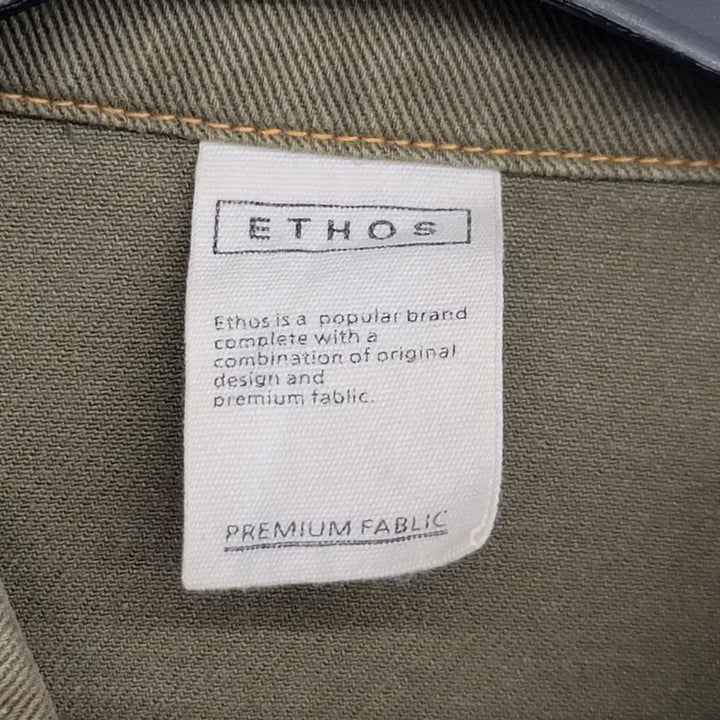 ETHOS
Ethos is a popular brand
complete with a
combination of original
design and
premium fablic.
PREMIUM FABLIC